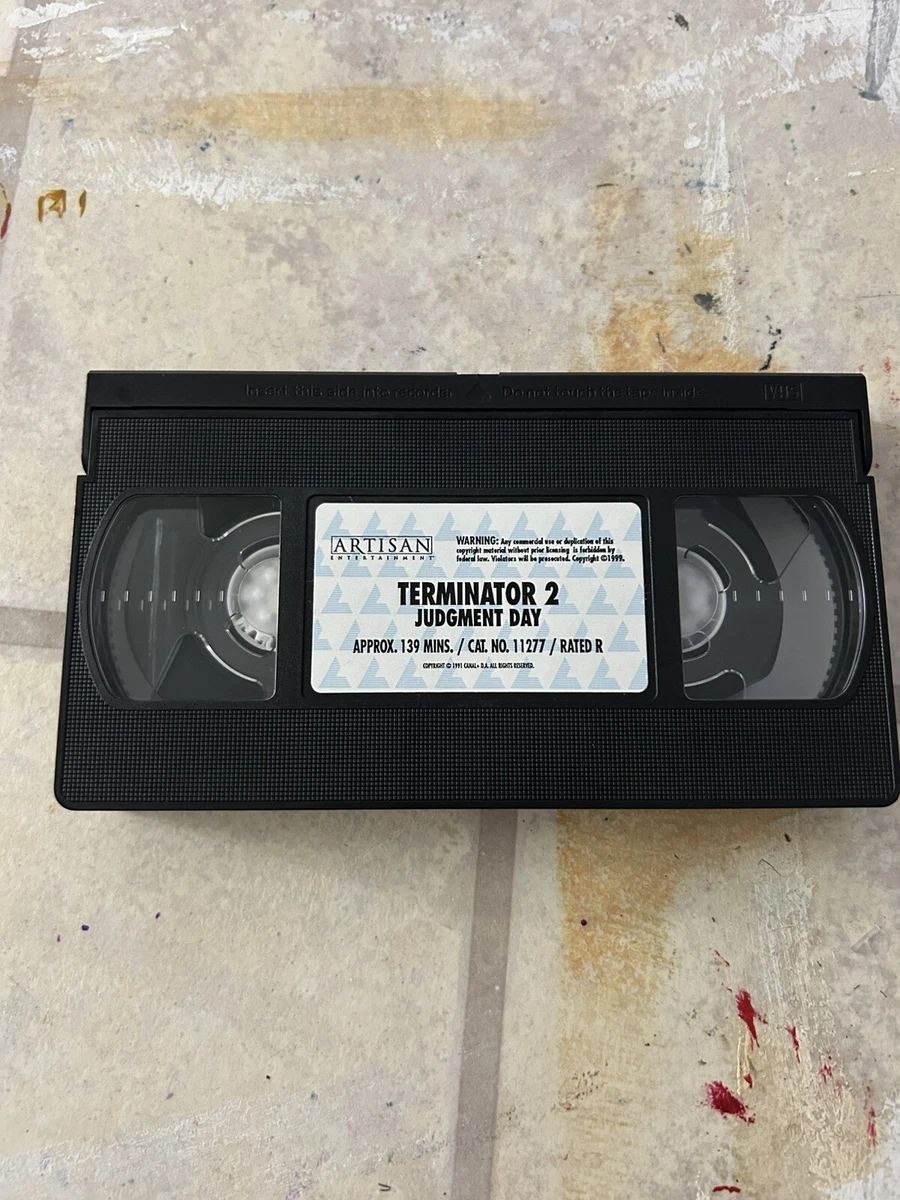 Insert this side into recorder Do not touch the tape inside VHS
ARTISAN
ENTERTAINMENT
WARNING: Any commercial use or duplication of this
copyright material without prior licensing is forbidden by
federal law. Violators will be prosecuted. Copyright ©1999.
TERMINATOR 2
JUDGMENT DAY
APPROX. 139 MINS. / CAT. NO. 11277 / RATED R
COPYRIGHT © 1991 CANAL+ D.A. ALL RIGHTS RESERVED.